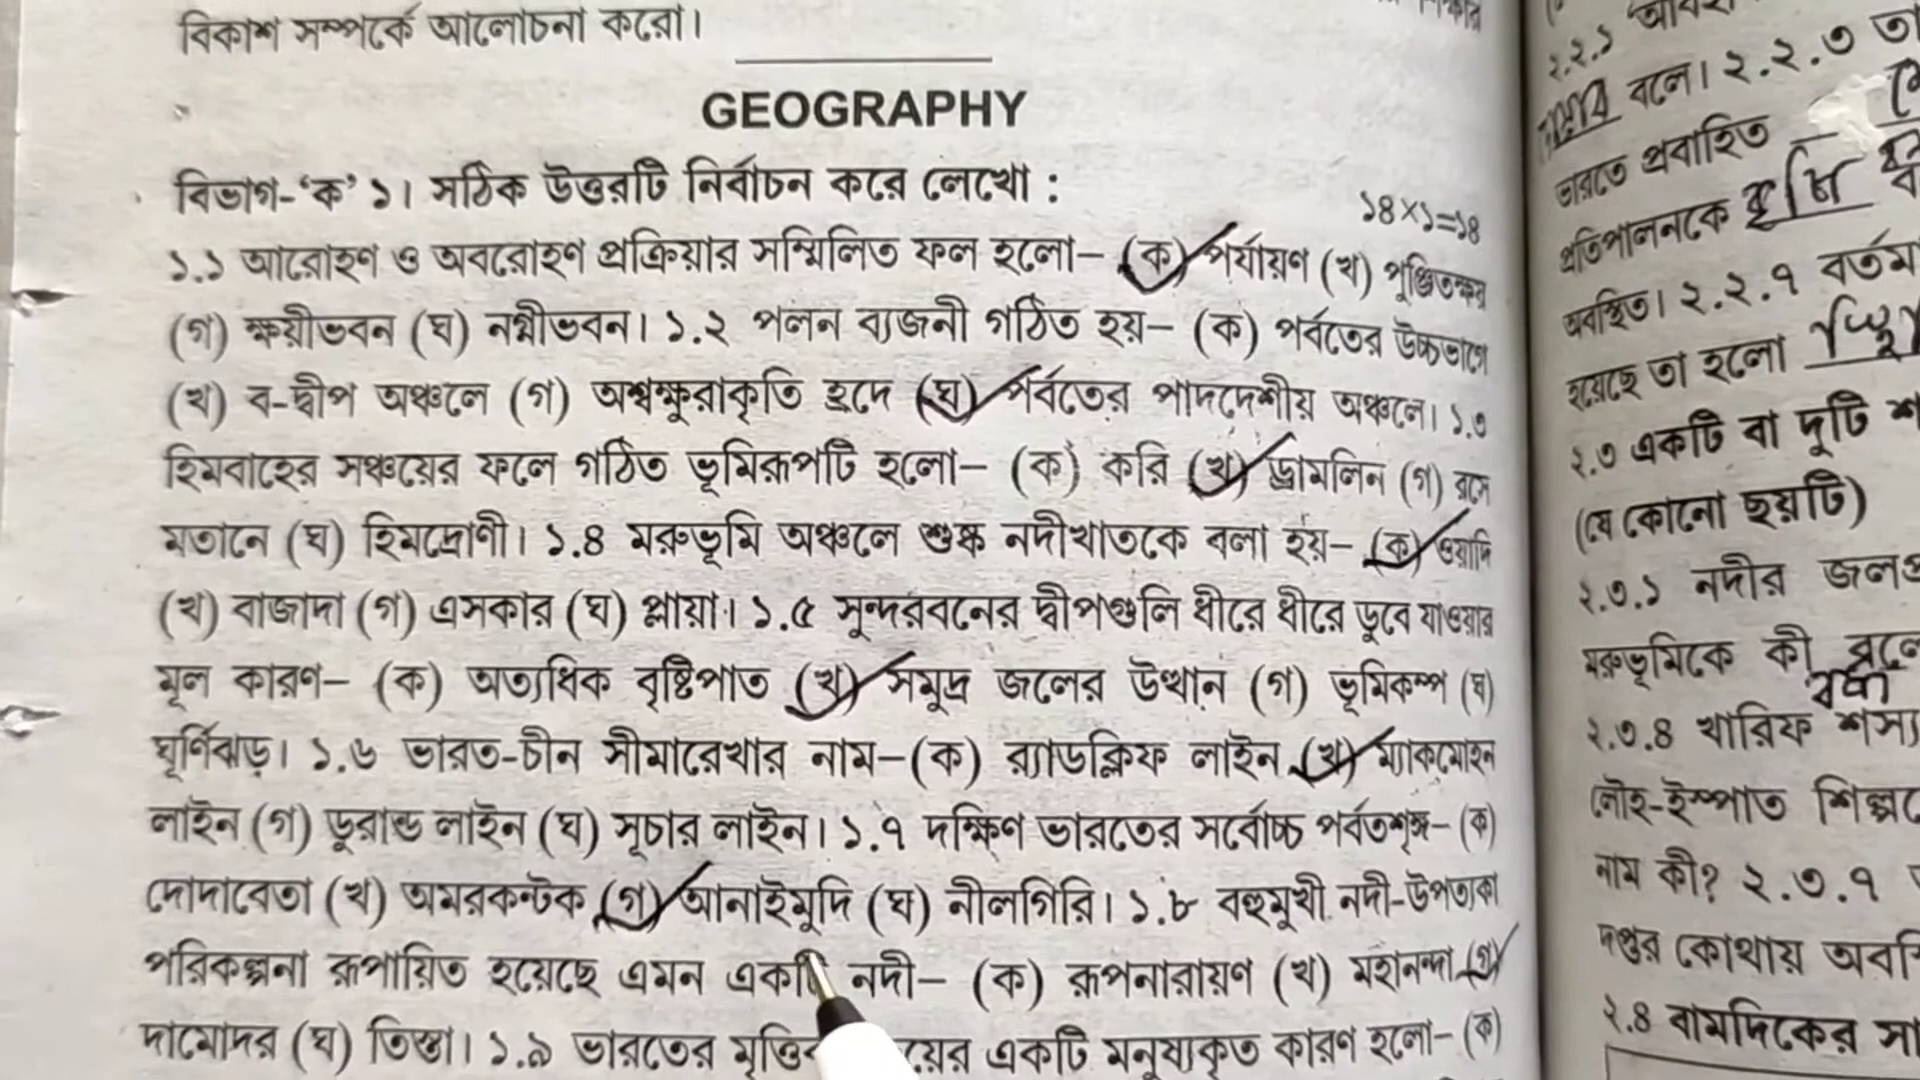 বিকাশ সম্পর্কে আলোচনা করো।
GEOGRAPHY
বিভাগ-‘ক’ ১। সঠিক উত্তরটি নির্বাচন করে লেখো :
১৪×১=১৪
১.১ আরোহণ ও অবরোহণ প্রক্রিয়ার সম্মিলিত ফল হলো– (ক) পর্যায়ণ (খ) পুঞ্জিতক্ষয়
(গ) ক্ষয়ীভবন (ঘ) নগ্নীভবন। ১.২ পলন ব্যজনী গঠিত হয়– (ক) পর্বতের উচ্চভাগে
(খ) ব-দ্বীপ অঞ্চলে (গ) অশ্বক্ষুরাকৃতি হ্রদে (ঘ) পর্বতের পাদদেশীয় অঞ্চলে। ১.৩
হিমবাহের সঞ্চয়ের ফলে গঠিত ভূমিরূপটি হলো– (ক) করি (খ) ড্রামলিন (গ) রসে
মতানে (ঘ) হিমদ্রোণী। ১.৪ মরুভূমি অঞ্চলে শুষ্ক নদীখাতকে বলা হয়– (ক) ওয়াদি
(খ) বাজাদা (গ) এসকার (ঘ) প্লায়া। ১.৫ সুন্দরবনের দ্বীপগুলি ধীরে ধীরে ডুবে যাওয়ার
মূল কারণ– (ক) অত্যধিক বৃষ্টিপাত (খ) সমুদ্র জলের উত্থান (গ) ভূমিকম্প (ঘ)
ঘূর্ণিঝড়। ১.৬ ভারত-চীন সীমারেখার নাম–(ক) র‍্যাডক্লিফ লাইন (খ) ম্যাকমোহন
লাইন (গ) ডুরান্ড লাইন (ঘ) সূচার লাইন। ১.৭ দক্ষিণ ভারতের সর্বোচ্চ পর্বতশৃঙ্গ– (ক)
দোদাবেতা (খ) অমরকন্টক (গ) আনাইমুদি (ঘ) নীলগিরি। ১.৮ বহুমুখী নদী-উপত্যকা
পরিকল্পনা রূপায়িত হয়েছে এমন একটি নদী– (ক) রূপনারায়ণ (খ) মহানন্দা (গ)
দামোদর (ঘ) তিস্তা। ১.৯ ভারতের একটি মনুষ্যকৃত কারণ হলো– (ক)
২.২.১
বলে। ২.২.৩
ভারতে প্রবাহিত
প্রতিপালনকে কৃষি
অবস্থিত। ২.২.৭
হয়েছে তা হলো
২.৩ একটি বা দুটি
(যে কোনো ছয়টি)
২.৩.১ নদীর
মরুভূমিকে কী বলে
২.৩.৪ খারিফ
লৌহ-ইস্পাত
নাম কী? ২.৩.৭
দপ্তর কোথায়
২.৪ বামদিকের